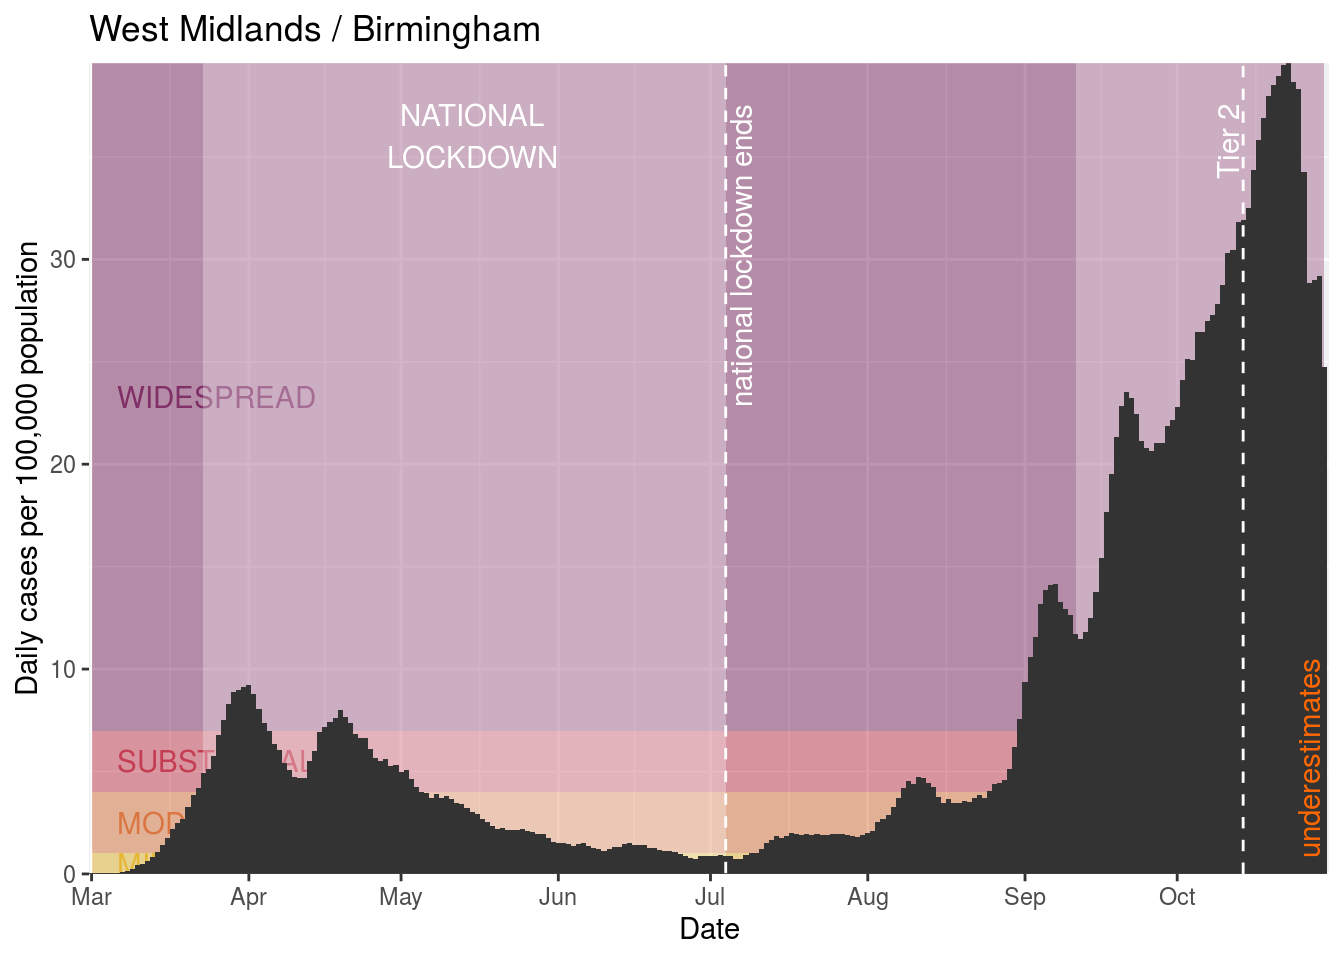 West Midlands / Birmingham
Daily cases per 100,000 population
30
20
10
0
NATIONAL
LOCKDOWN
national lockdown ends
Tier 2
WIDESPREAD
underestimates
Mar
Apr
May
Jun
Jul
Aug
Sep
Oct
Date